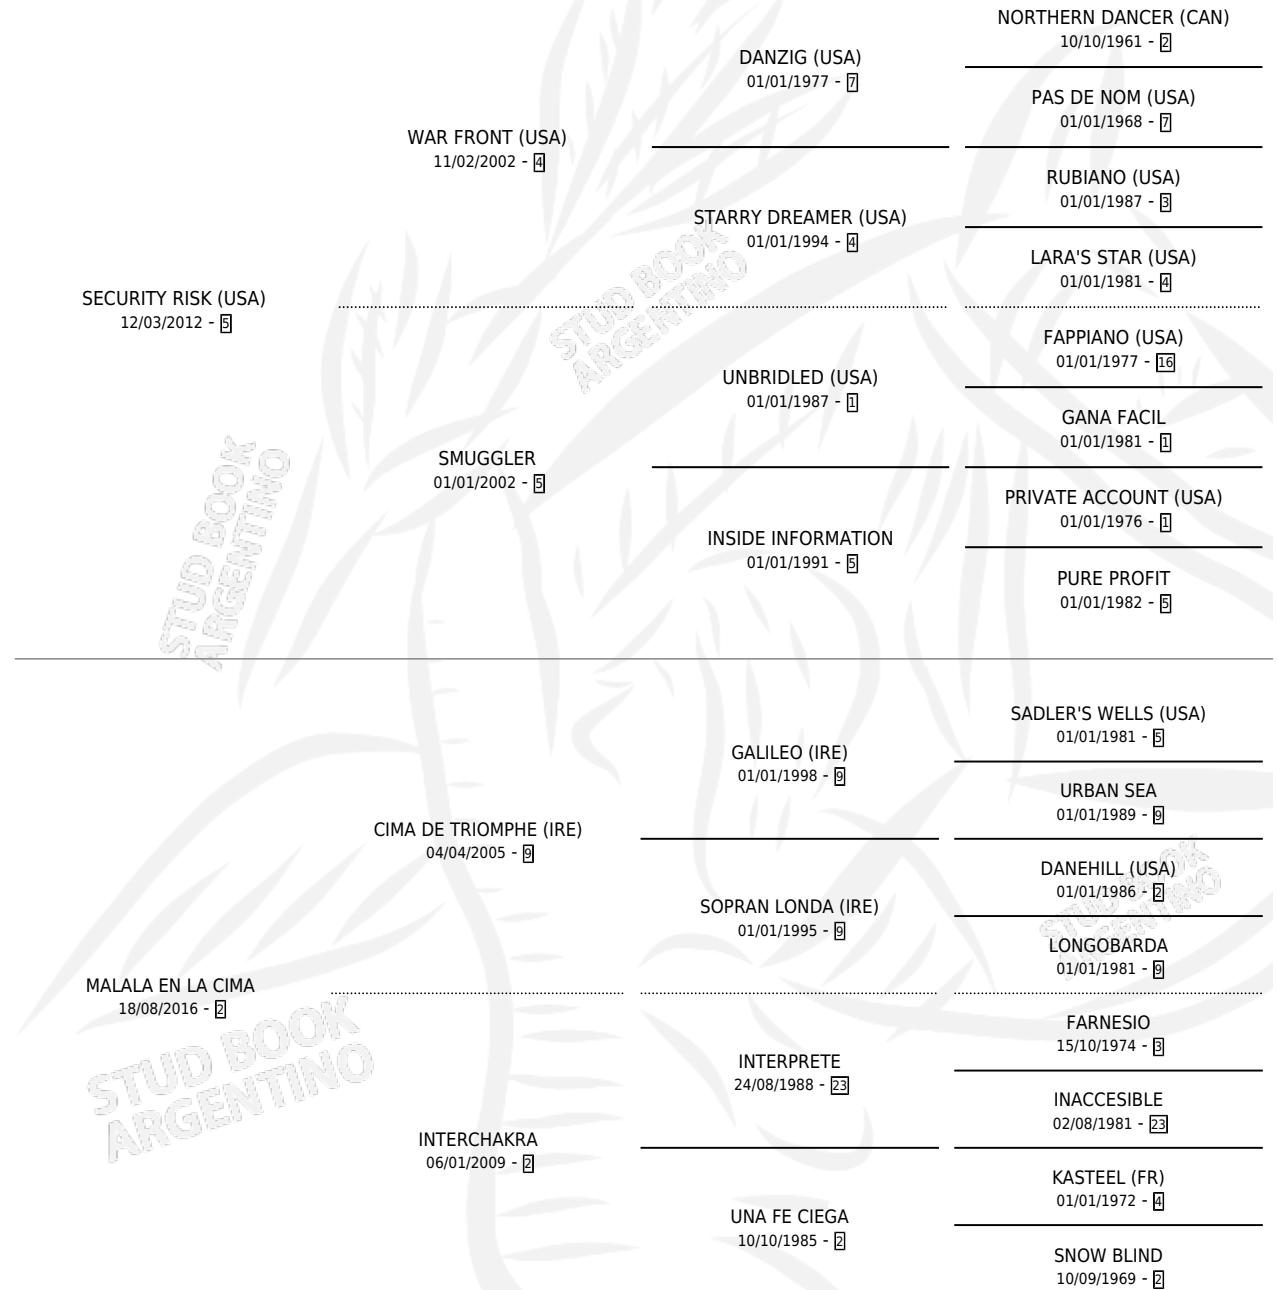 NORTHERN DANCER (CAN)
10/10/1961 - 2
DANZIG (USA)
01/01/1977 - 7
PAS DE NOM (USA)
01/01/1968 - 7
WAR FRONT (USA)
11/02/2002 - 4
RUBIANO (USA)
01/01/1987 - 3
STARRY DREAMER (USA)
01/01/1994 - 4
LARA'S STAR (USA)
01/01/1981 - 4
SECURITY RISK (USA)
12/03/2012 - 5
FAPPIANO (USA)
01/01/1977 - 16
UNBRIDLED (USA)
01/01/1987 - 1
GANA FACIL
01/01/1981 - 1
SMUGGLER
01/01/2002 - 5
PRIVATE ACCOUNT (USA)
01/01/1976 - 1
INSIDE INFORMATION
01/01/1991 - 5
PURE PROFIT
01/01/1982 - 5
SADLER'S WELLS (USA)
01/01/1981 - 5
GALILEO (IRE)
01/01/1998 - 9
URBAN SEA
01/01/1989 - 9
CIMA DE TRIOMPHE (IRE)
04/04/2005 - 9
DANEHILL (USA)
01/01/1986 - 2
SOPRAN LONDA (IRE)
01/01/1995 - 9
LONGOBARDA
01/01/1981 - 9
MALALA EN LA CIMA
18/08/2016 - 2
FARNESIO
15/10/1974 - 3
INTERPRETE
24/08/1988 - 23
INACCESIBLE
02/08/1981 - 23
INTERCHAKRA
06/01/2009 - 2
KASTEEL (FR)
01/01/1972 - 4
UNA FE CIEGA
10/10/1985 - 2
SNOW BLIND
10/09/1969 - 2
STUD BOOK
ARGENTINO
STUD BOOK
ARGENTINO
STUD BOOK
ARGENTINO
STUD BOOK
ARGENTINO